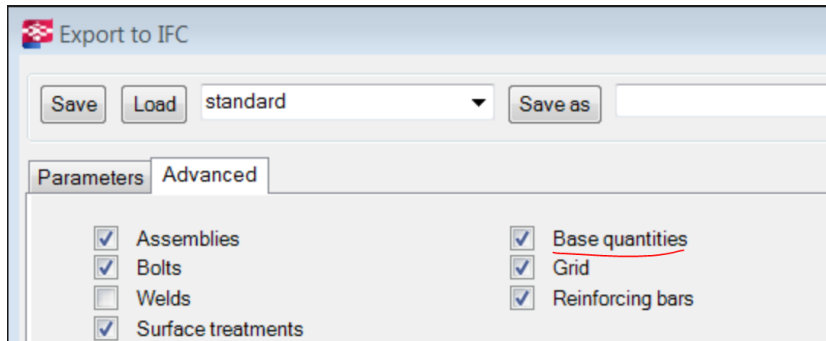 Export to IFC
Save Load standard Save as
Parameters Advanced
Assemblies Base quantities
Bolts Grid
Welds Reinforcing bars
Surface treatments